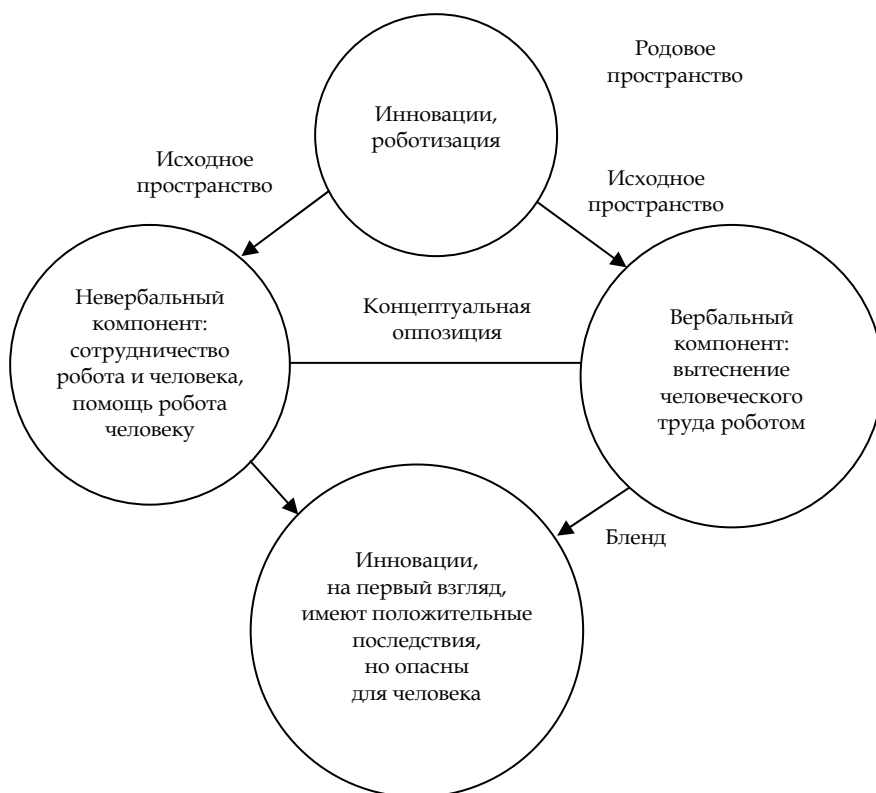 Родовое
пространство
Инновации,
роботизация
Исходное
пространство
Исходное
пространство
Невербальный
компонент:
сотрудничество
робота и человека,
помощь робота
человеку
Концептуальная
оппозиция
Вербальный
компонент:
вытеснение
человеческого
труда роботом
Бленд
Инновации,
на первый взгляд,
имеют положительные
последствия,
но опасны
для человека